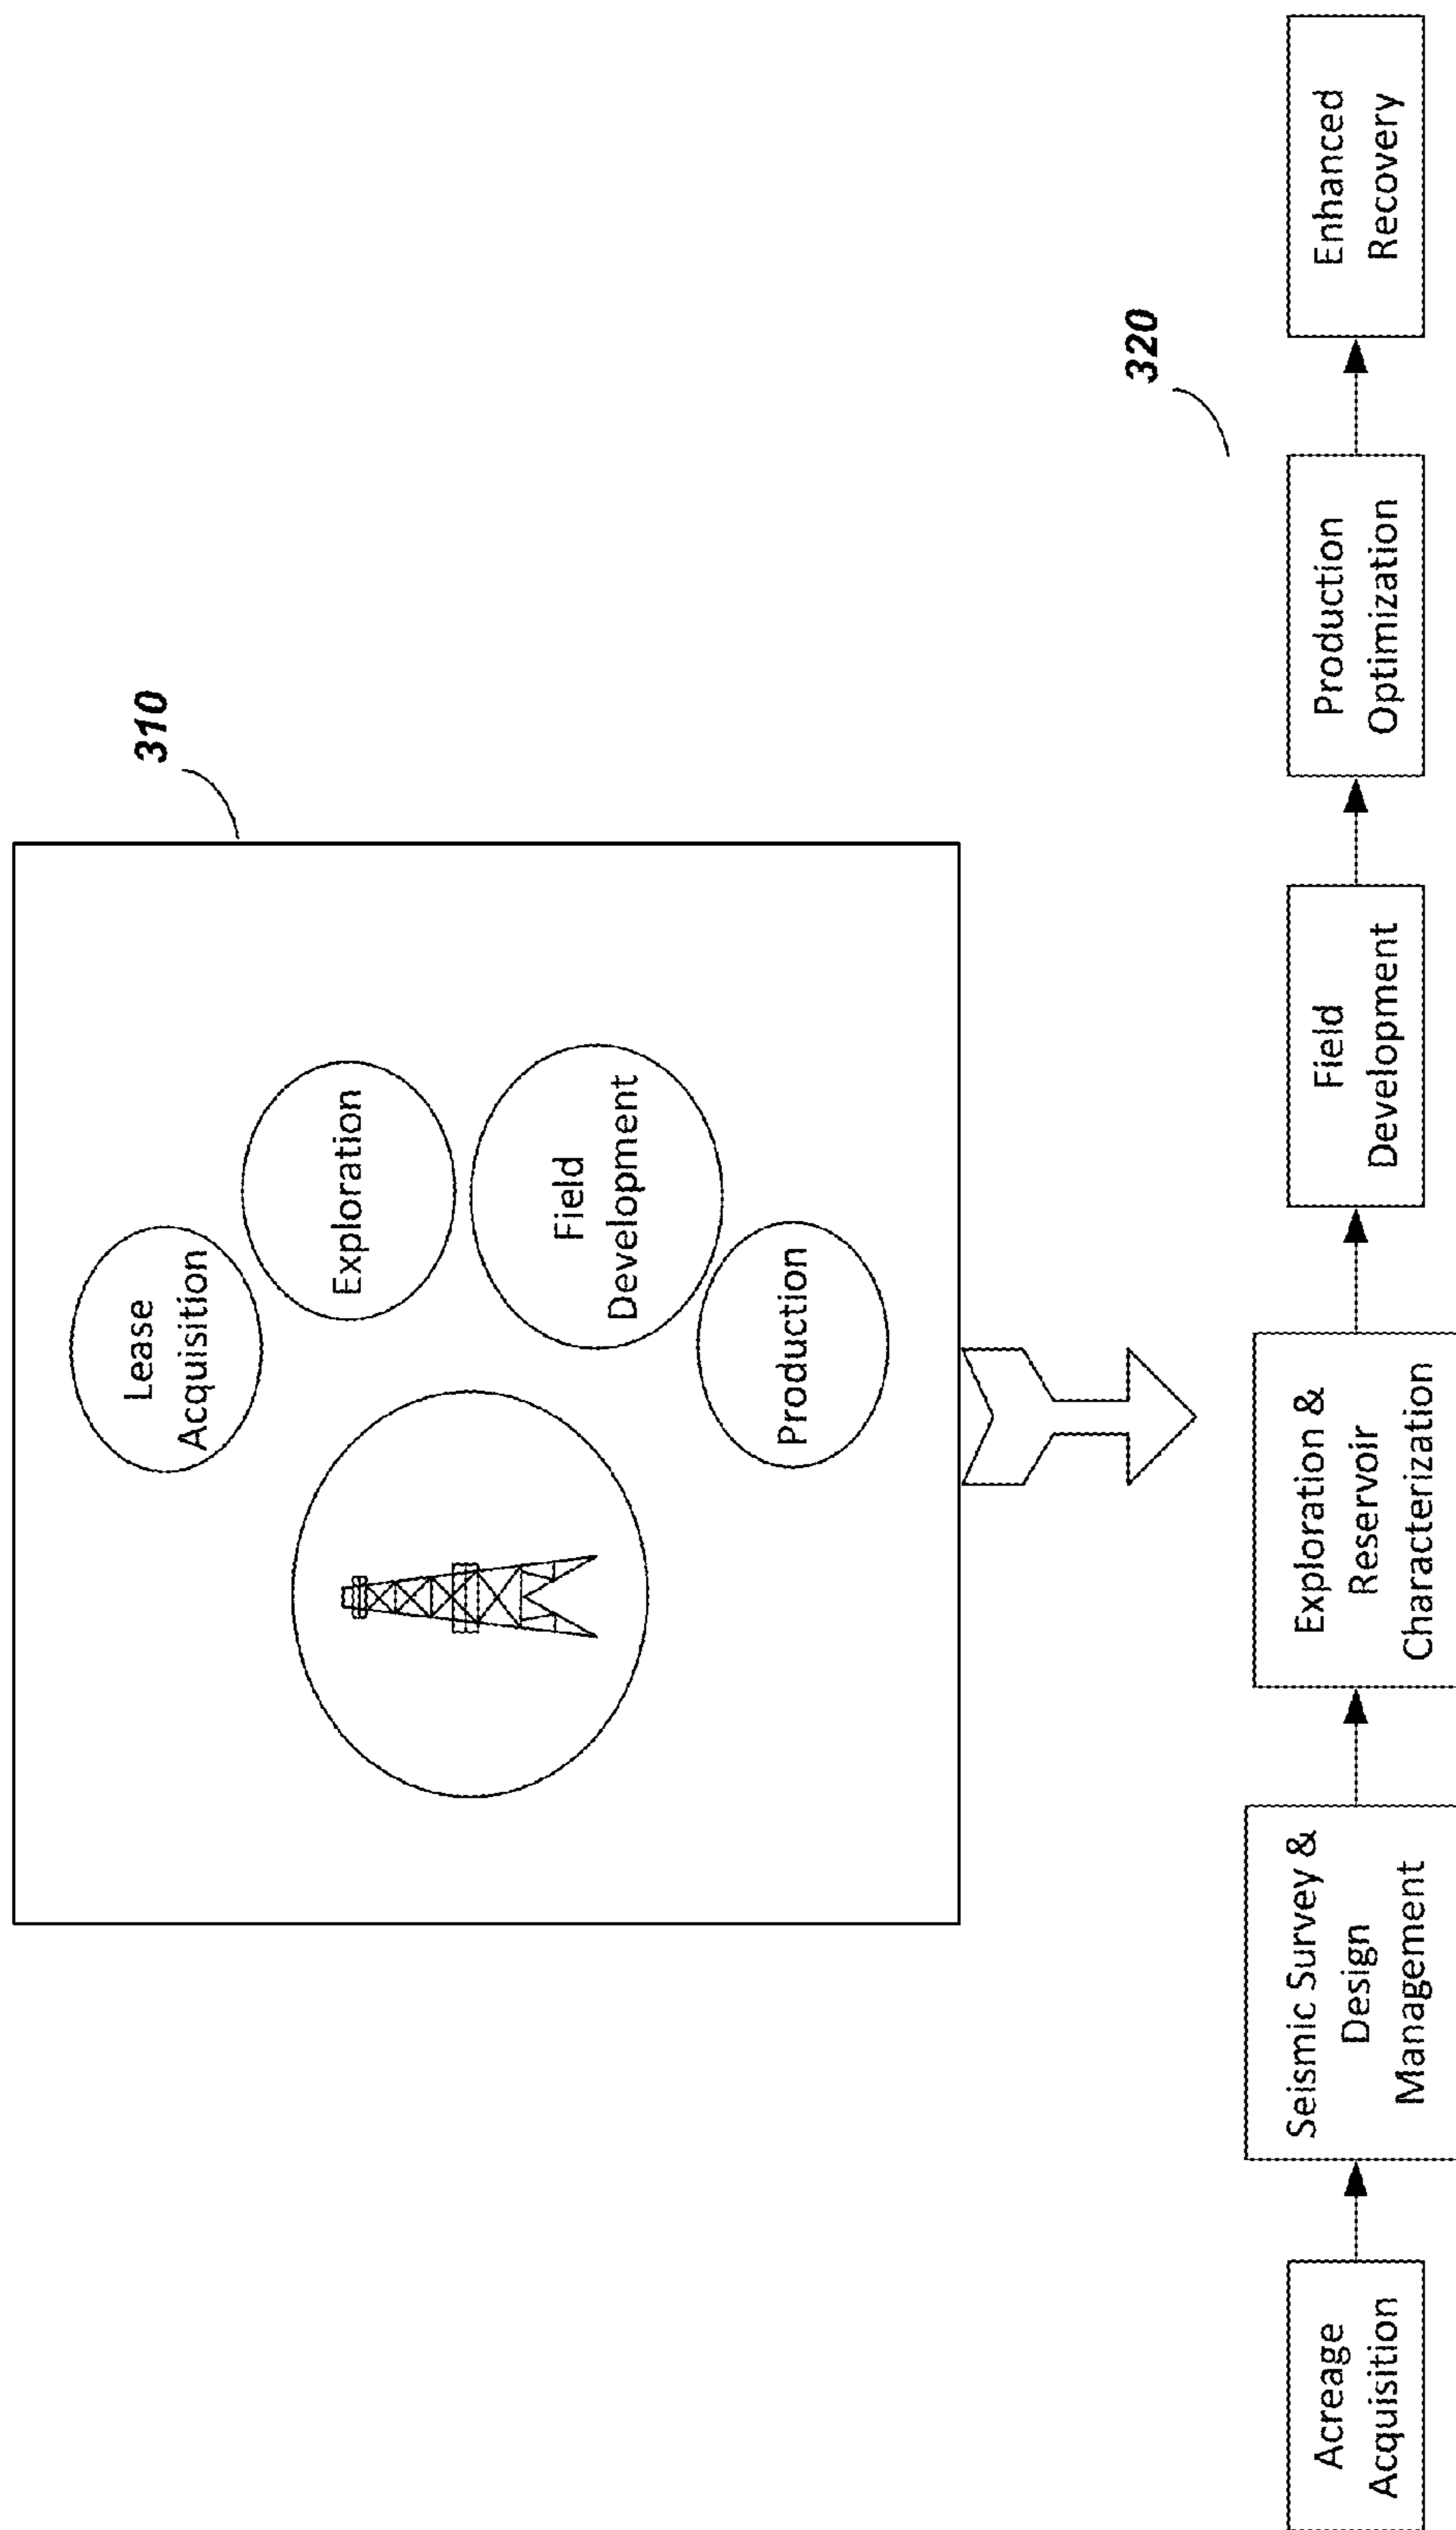 310
Lease
Acquisition
Exploration
Field
Development
Production
320
Acreage
Acquisition
Seismic Survey &
Design
Management
Exploration &
Reservoir
Characterization
Field
Development
Production
Optimization
Enhanced
Recovery